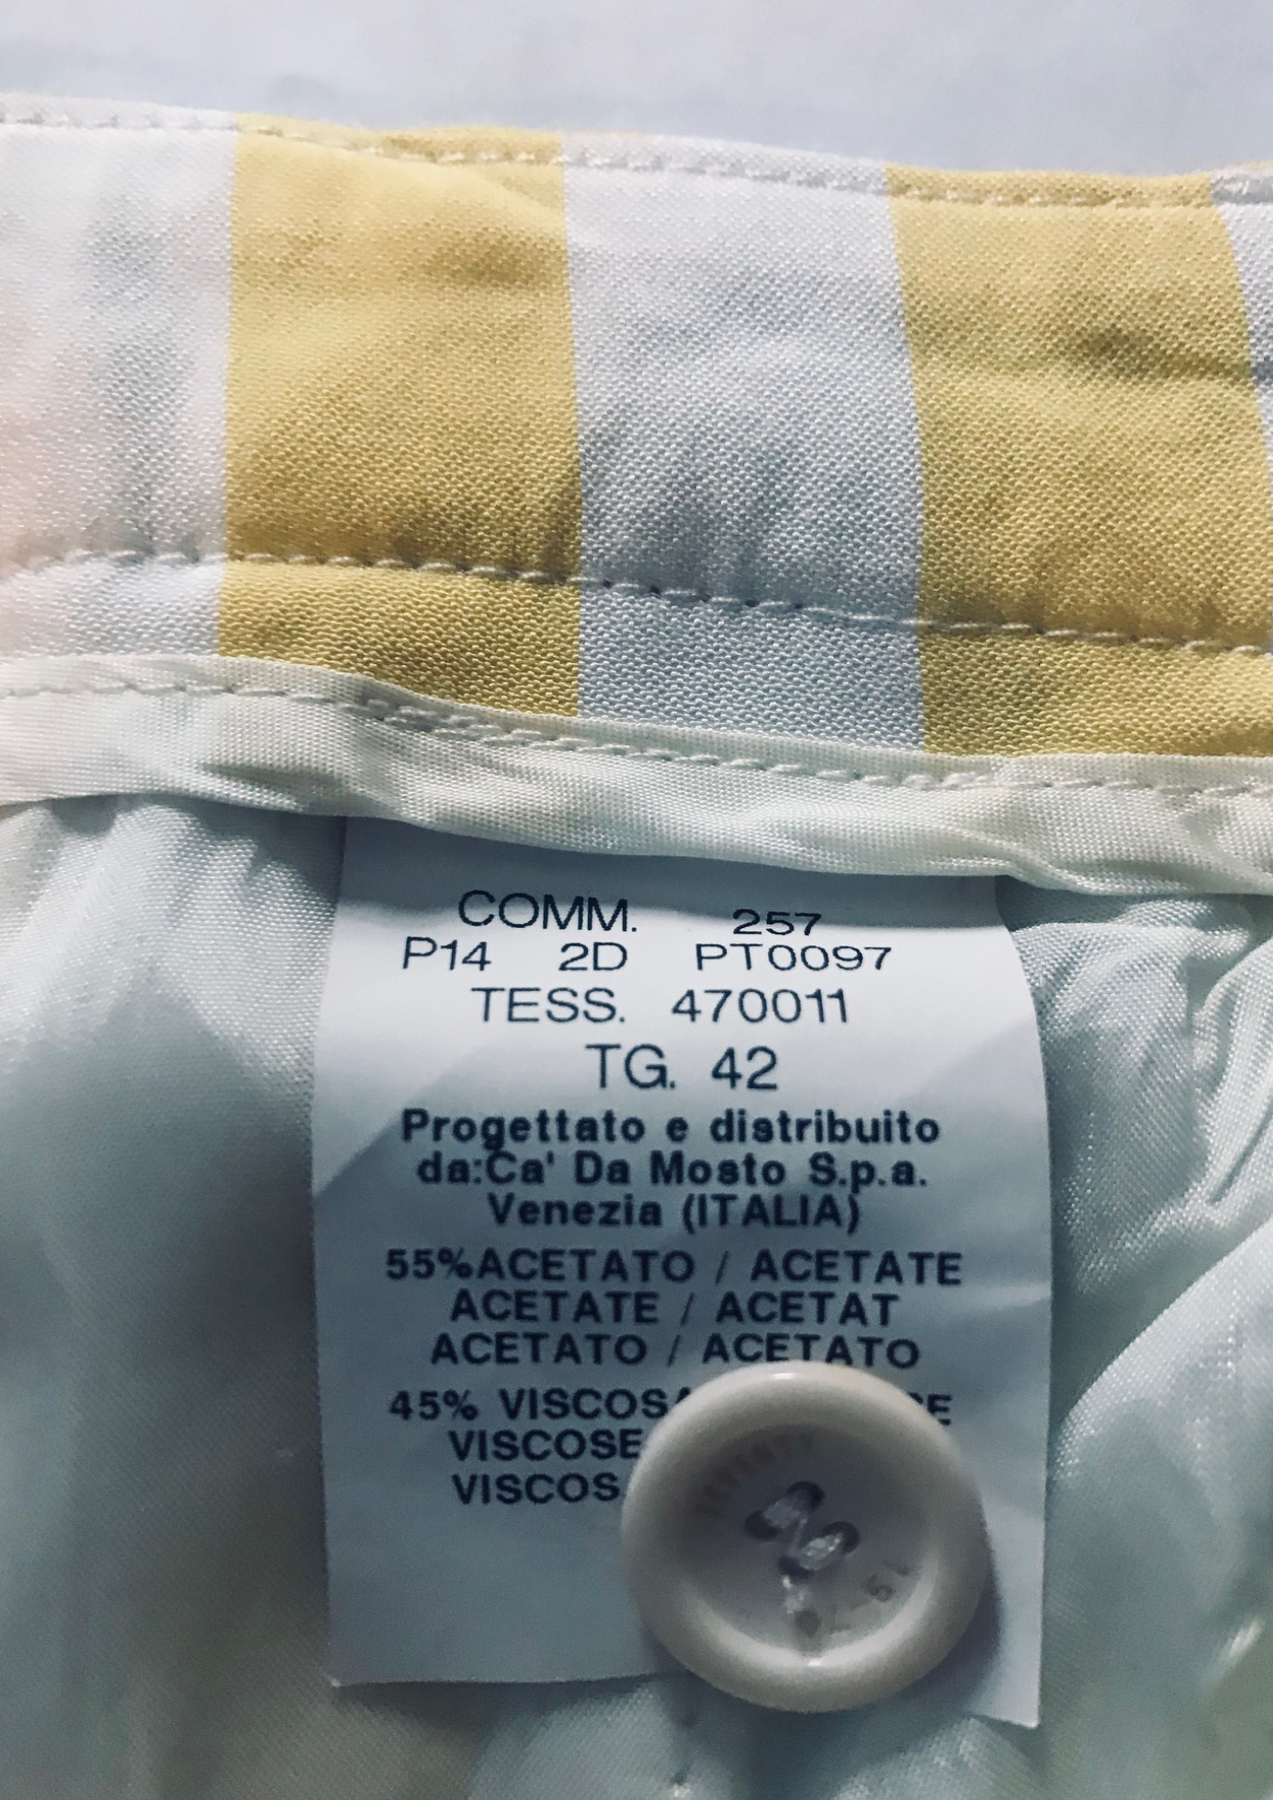 COMM. 257
P14 2D PT0097
TESS. 470011
TG. 42
Progettato e distribuito
da:Ca' Da Mosto S.p.a.
Venezia (ITALIA)
55%ACETATO / ACETATE
ACETATE / ACETAT
ACETATO / ACETATO
45% VISCOSA
VISCOSE
VISCOS